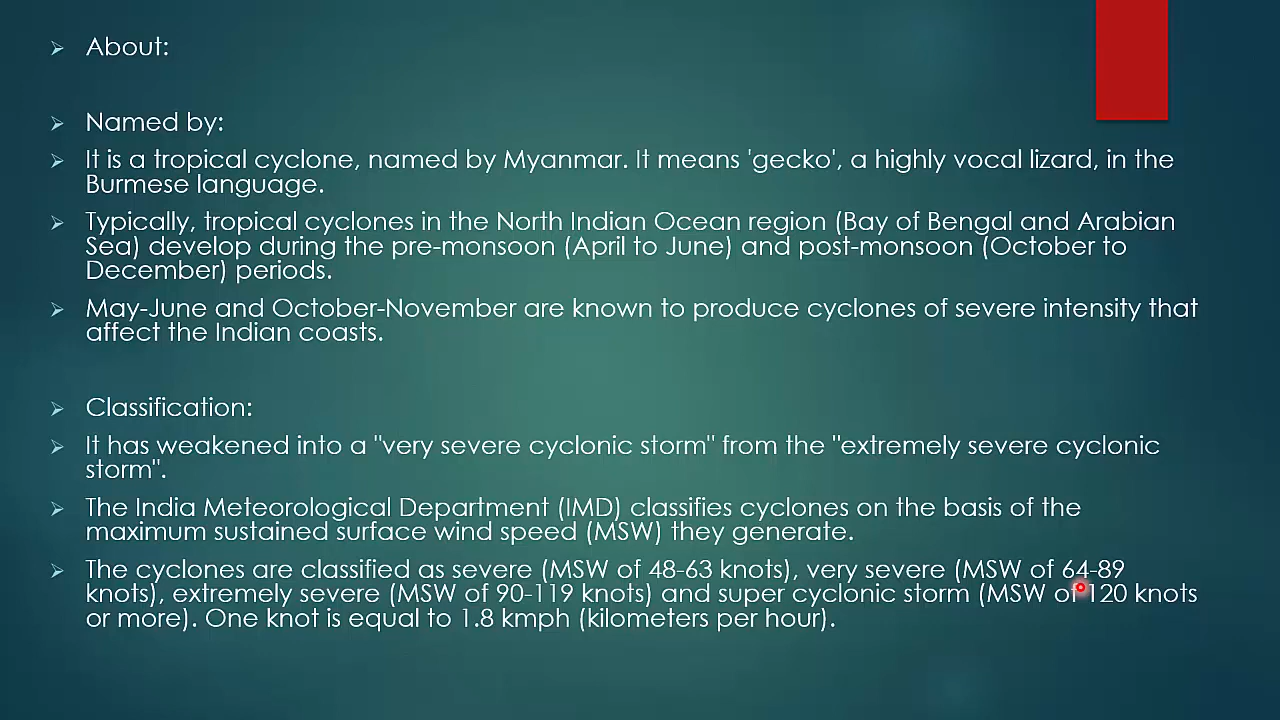 About:
Named by:
It is a tropical cyclone, named by Myanmar. It means 'gecko', a highly vocal lizard, in the
Burmese language.
Typically, tropical cyclones in the North Indian Ocean region (Bay of Bengal and Arabian
Sea) develop during the pre-monsoon (April to June) and post-monsoon (October to
December) periods.
May-June and October-November are known to produce cyclones of severe intensity that
affect the Indian coasts.
Classification:
It has weakened into a "very severe cyclonic storm" from the "extremely severe cyclonic
storm".
The India Meteorological Department (IMD) classifies cyclones on the basis of the
maximum sustained surface wind speed (MSW) they generate.
The cyclones are classified as severe (MSW of 48-63 knots), very severe (MSW of 64-89
knots), extremely severe (MSW of 90-119 knots) and super cyclonic storm (MSW of 120 knots
or more). One knot is equal to 1.8 kmph (kilometers per hour).